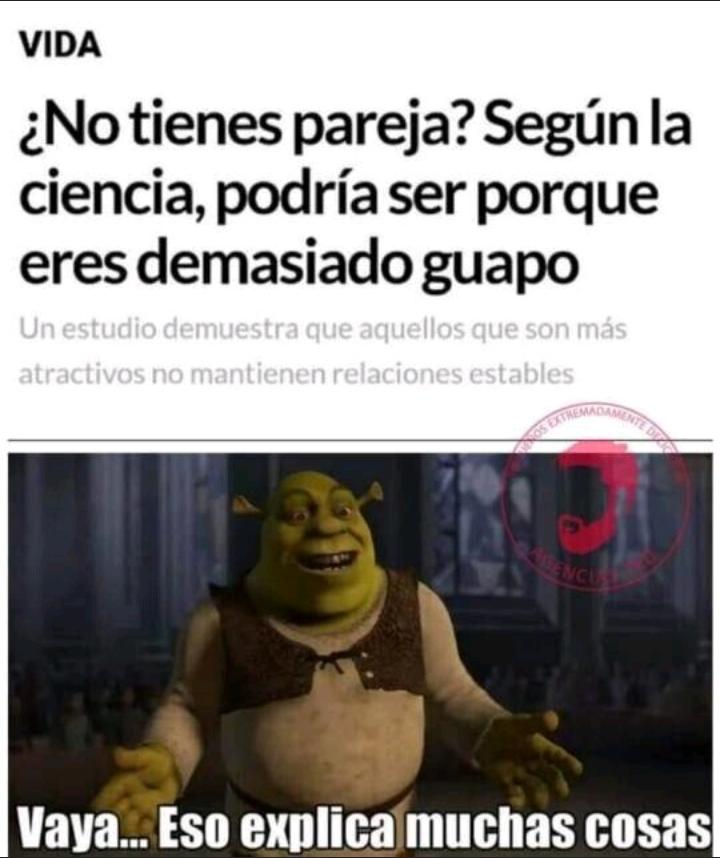 VIDA
¿No tienes pareja? Según la
ciencia, podría ser porque
eres demasiado guapo
Un estudio demuestra que aquellos que son más
atractivos no mantienen relaciones estables
EXTREMADAMENTE
Vaya... Eso explica muchas cosas